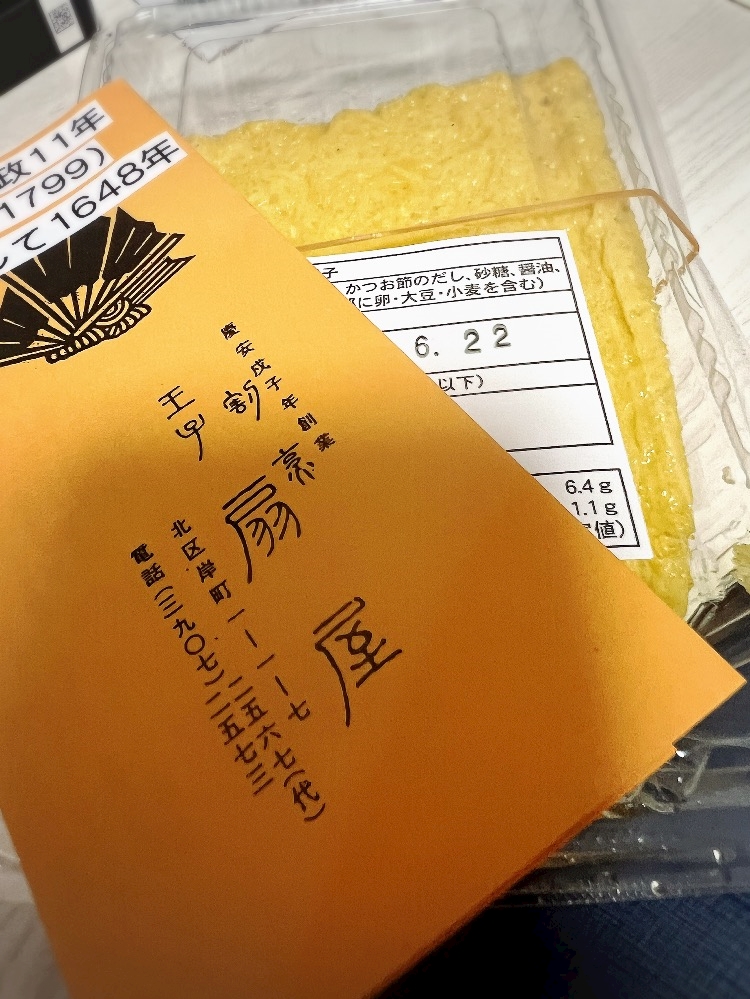 政11年
1799）
して1648年
慶安戊子年創業
王子
割烹
扇屋
北区岸町一ー一ー七
電話（三九〇七）二五六七（代）
二五七三
子
かつお節のだし、砂糖、醤油、
に卵・大豆・小麦を含む）
6. 22
以下）
6.4g
1.1g
値）